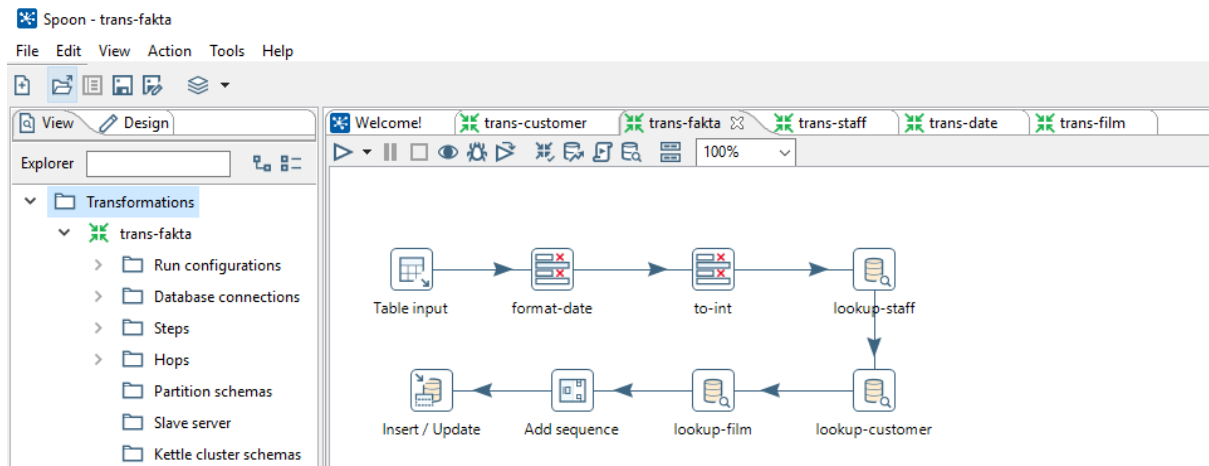 Spoon - trans-fakta
File Edit View Action Tools Help
View Design
Welcome! trans-customer trans-fakta trans-staff trans-date trans-film
Explorer
100%
Transformations
trans-fakta
Run configurations
Database connections
Steps
Hops
Partition schemas
Slave server
Kettle cluster schemas
Table input format-date to-int lookup-staff
Insert / Update Add sequence lookup-film lookup-customer